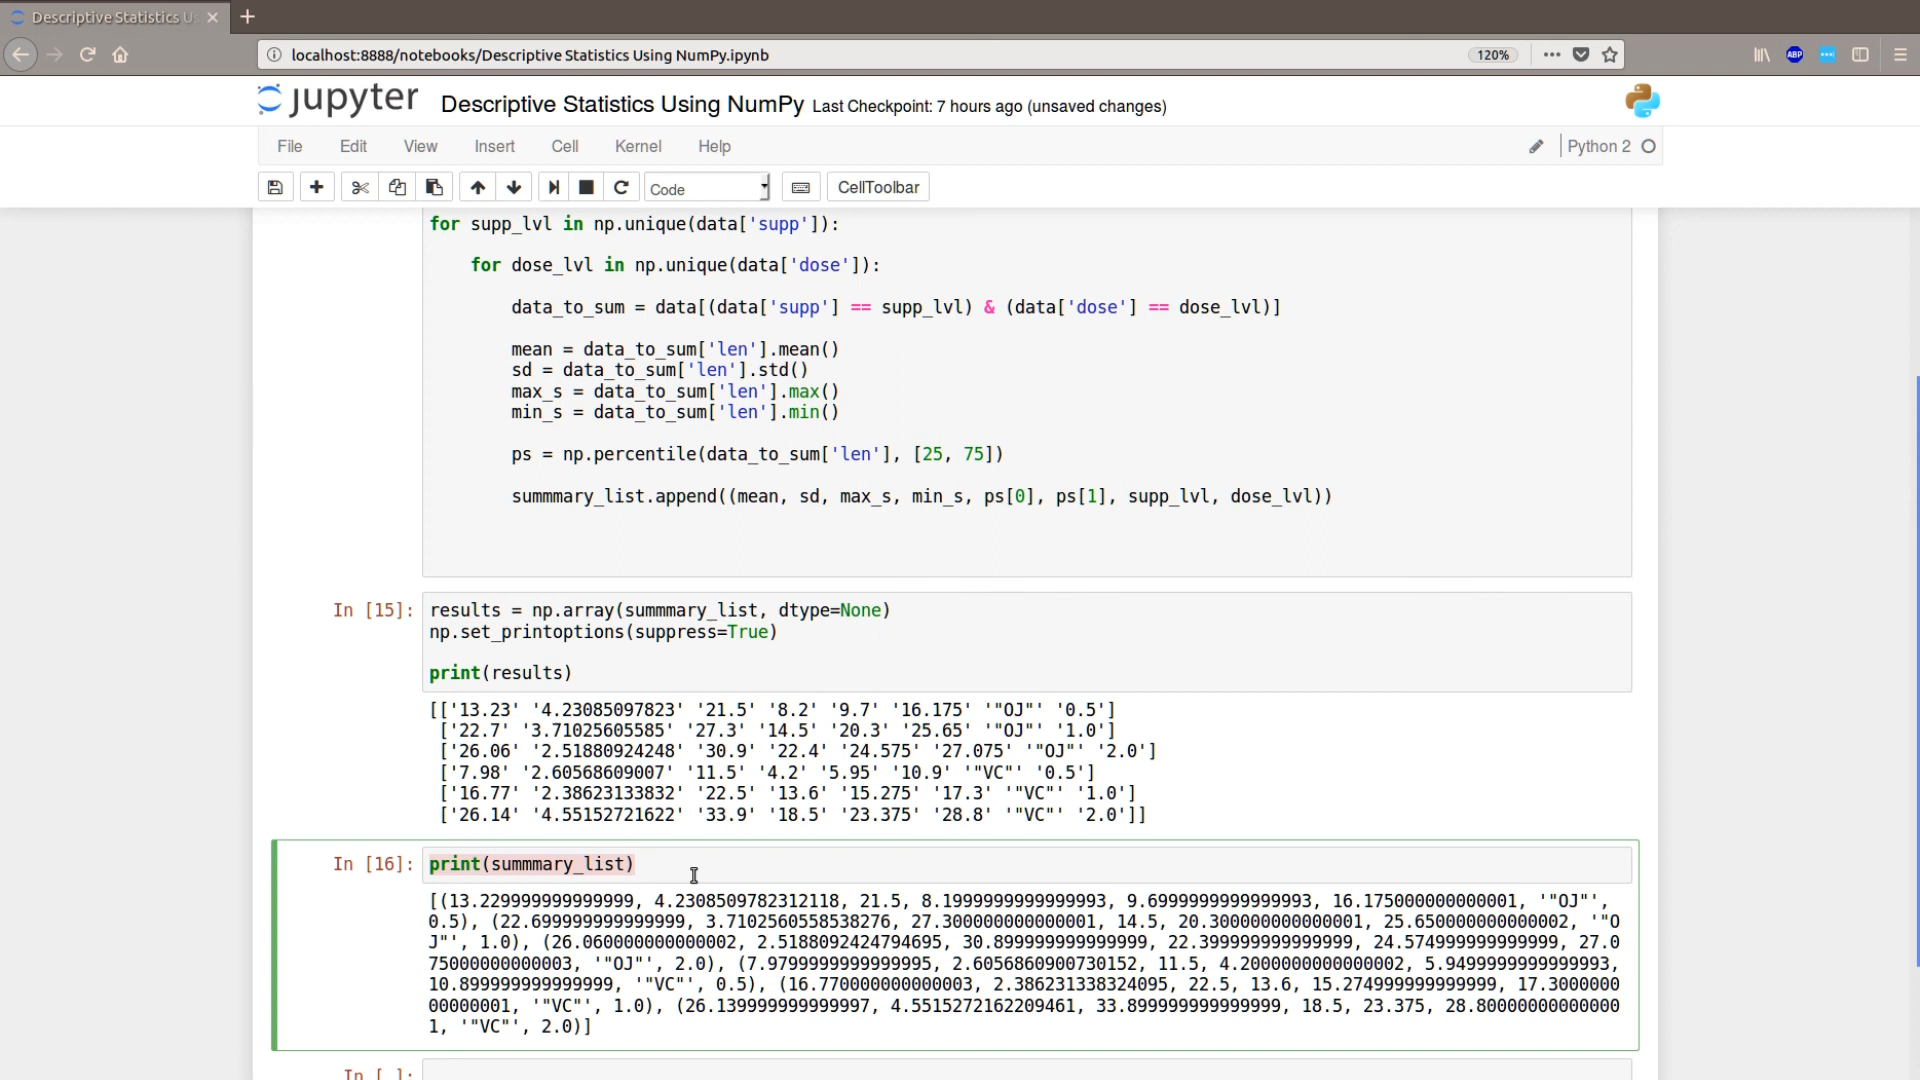 Descriptive Statistics Us
localhost:8888/notebooks/Descriptive Statistics Using NumPy.ipynb
120%
ABP
jupyter Descriptive Statistics Using NumPy Last Checkpoint: 7 hours ago (unsaved changes)
File Edit View Insert Cell Kernel Help Python 2
Code CellToolbar
for supp_lvl in np.unique(data['supp']):
for dose_lvl in np.unique(data['dose']):
data_to_sum = data[(data['supp'] == supp_lvl) & (data['dose'] == dose_lvl)]
mean = data_to_sum['len'].mean()
sd = data_to_sum['len'].std()
max_s = data_to_sum['len'].max()
min_s = data_to_sum['len'].min()
ps = np.percentile(data_to_sum['len'], [25, 75])
summmary_list.append((mean, sd, max_s, min_s, ps[0], ps[1], supp_lvl, dose_lvl))
In [15]: results = np.array(summmary_list, dtype=None)
np.set_printoptions(suppress=True)
print(results)
[['13.23' '4.23085097823' '21.5' '8.2' '9.7' '16.175' '"OJ"' '0.5']
['22.7' '3.71025605585' '27.3' '14.5' '20.3' '25.65' '"OJ"' '1.0']
['26.06' '2.51880924248' '30.9' '22.4' '24.575' '27.075' '"OJ"' '2.0']
['7.98' '2.60568609007' '11.5' '4.2' '5.95' '10.9' '"VC"' '0.5']
['16.77' '2.38623133832' '22.5' '13.6' '15.275' '17.3' '"VC"' '1.0']
['26.14' '4.55152721622' '33.9' '18.5' '23.375' '28.8' '"VC"' '2.0']]
In [16]: print(summmary_list)
[(13.229999999999999, 4.2308509782312118, 21.5, 8.1999999999999993, 9.6999999999999993, 16.175000000000001, '"OJ"',
0.5), (22.699999999999999, 3.7102560558538276, 27.300000000000001, 14.5, 20.300000000000001, 25.650000000000002, '"O
J"', 1.0), (26.060000000000002, 2.5188092424794695, 30.899999999999999, 22.399999999999999, 24.574999999999999, 27.0
75000000000003, '"OJ"', 2.0), (7.9799999999999995, 2.6056860900730152, 11.5, 4.2000000000000002, 5.9499999999999993,
10.899999999999999, '"VC"', 0.5), (16.770000000000003, 2.386231338324095, 22.5, 13.6, 15.274999999999999, 17.3000000
00000001, '"VC"', 1.0), (26.139999999999997, 4.5515272162209461, 33.899999999999999, 18.5, 23.375, 28.80000000000000
1, '"VC"', 2.0)]
In [ ]: